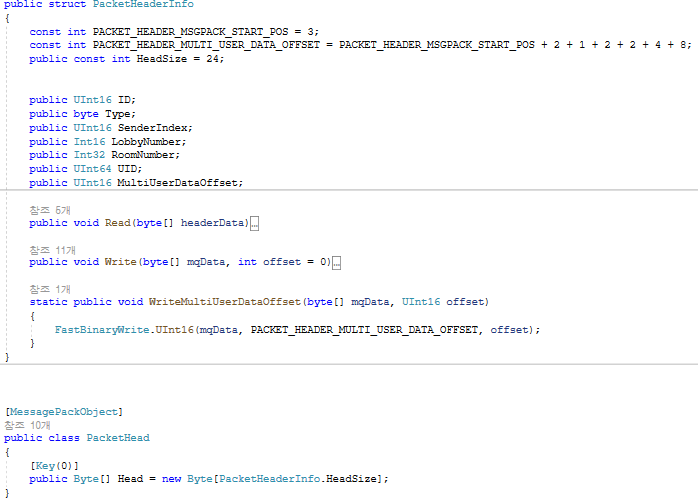 public struct PacketHeaderInfo
{
const int PACKET_HEADER_MSGPACK_START_POS = 3;
const int PACKET_HEADER_MULTI_USER_DATA_OFFSET = PACKET_HEADER_MSGPACK_START_POS + 2 + 1 + 2 + 2 + 4 + 8;
public const int HeadSize = 24;
public UInt16 ID;
public byte Type;
public UInt16 SenderIndex;
public Int16 LobbyNumber;
public Int32 RoomNumber;
public UInt64 UID;
public UInt16 MultiUserDataOffset;
참조 5개
public void Read(byte[] headerData)...
참조 11개
public void Write(byte[] mqData, int offset = 0)...
참조 1개
static public void WriteMultiUserDataOffset(byte[] mqData, UInt16 offset)
{
FastBinaryWrite.UInt16(mqData, PACKET_HEADER_MULTI_USER_DATA_OFFSET, offset);
}
}
[MessagePackObject]
참조 10개
public class PacketHead
{
[Key(0)]
public Byte[] Head = new Byte[PacketHeaderInfo.HeadSize];
}